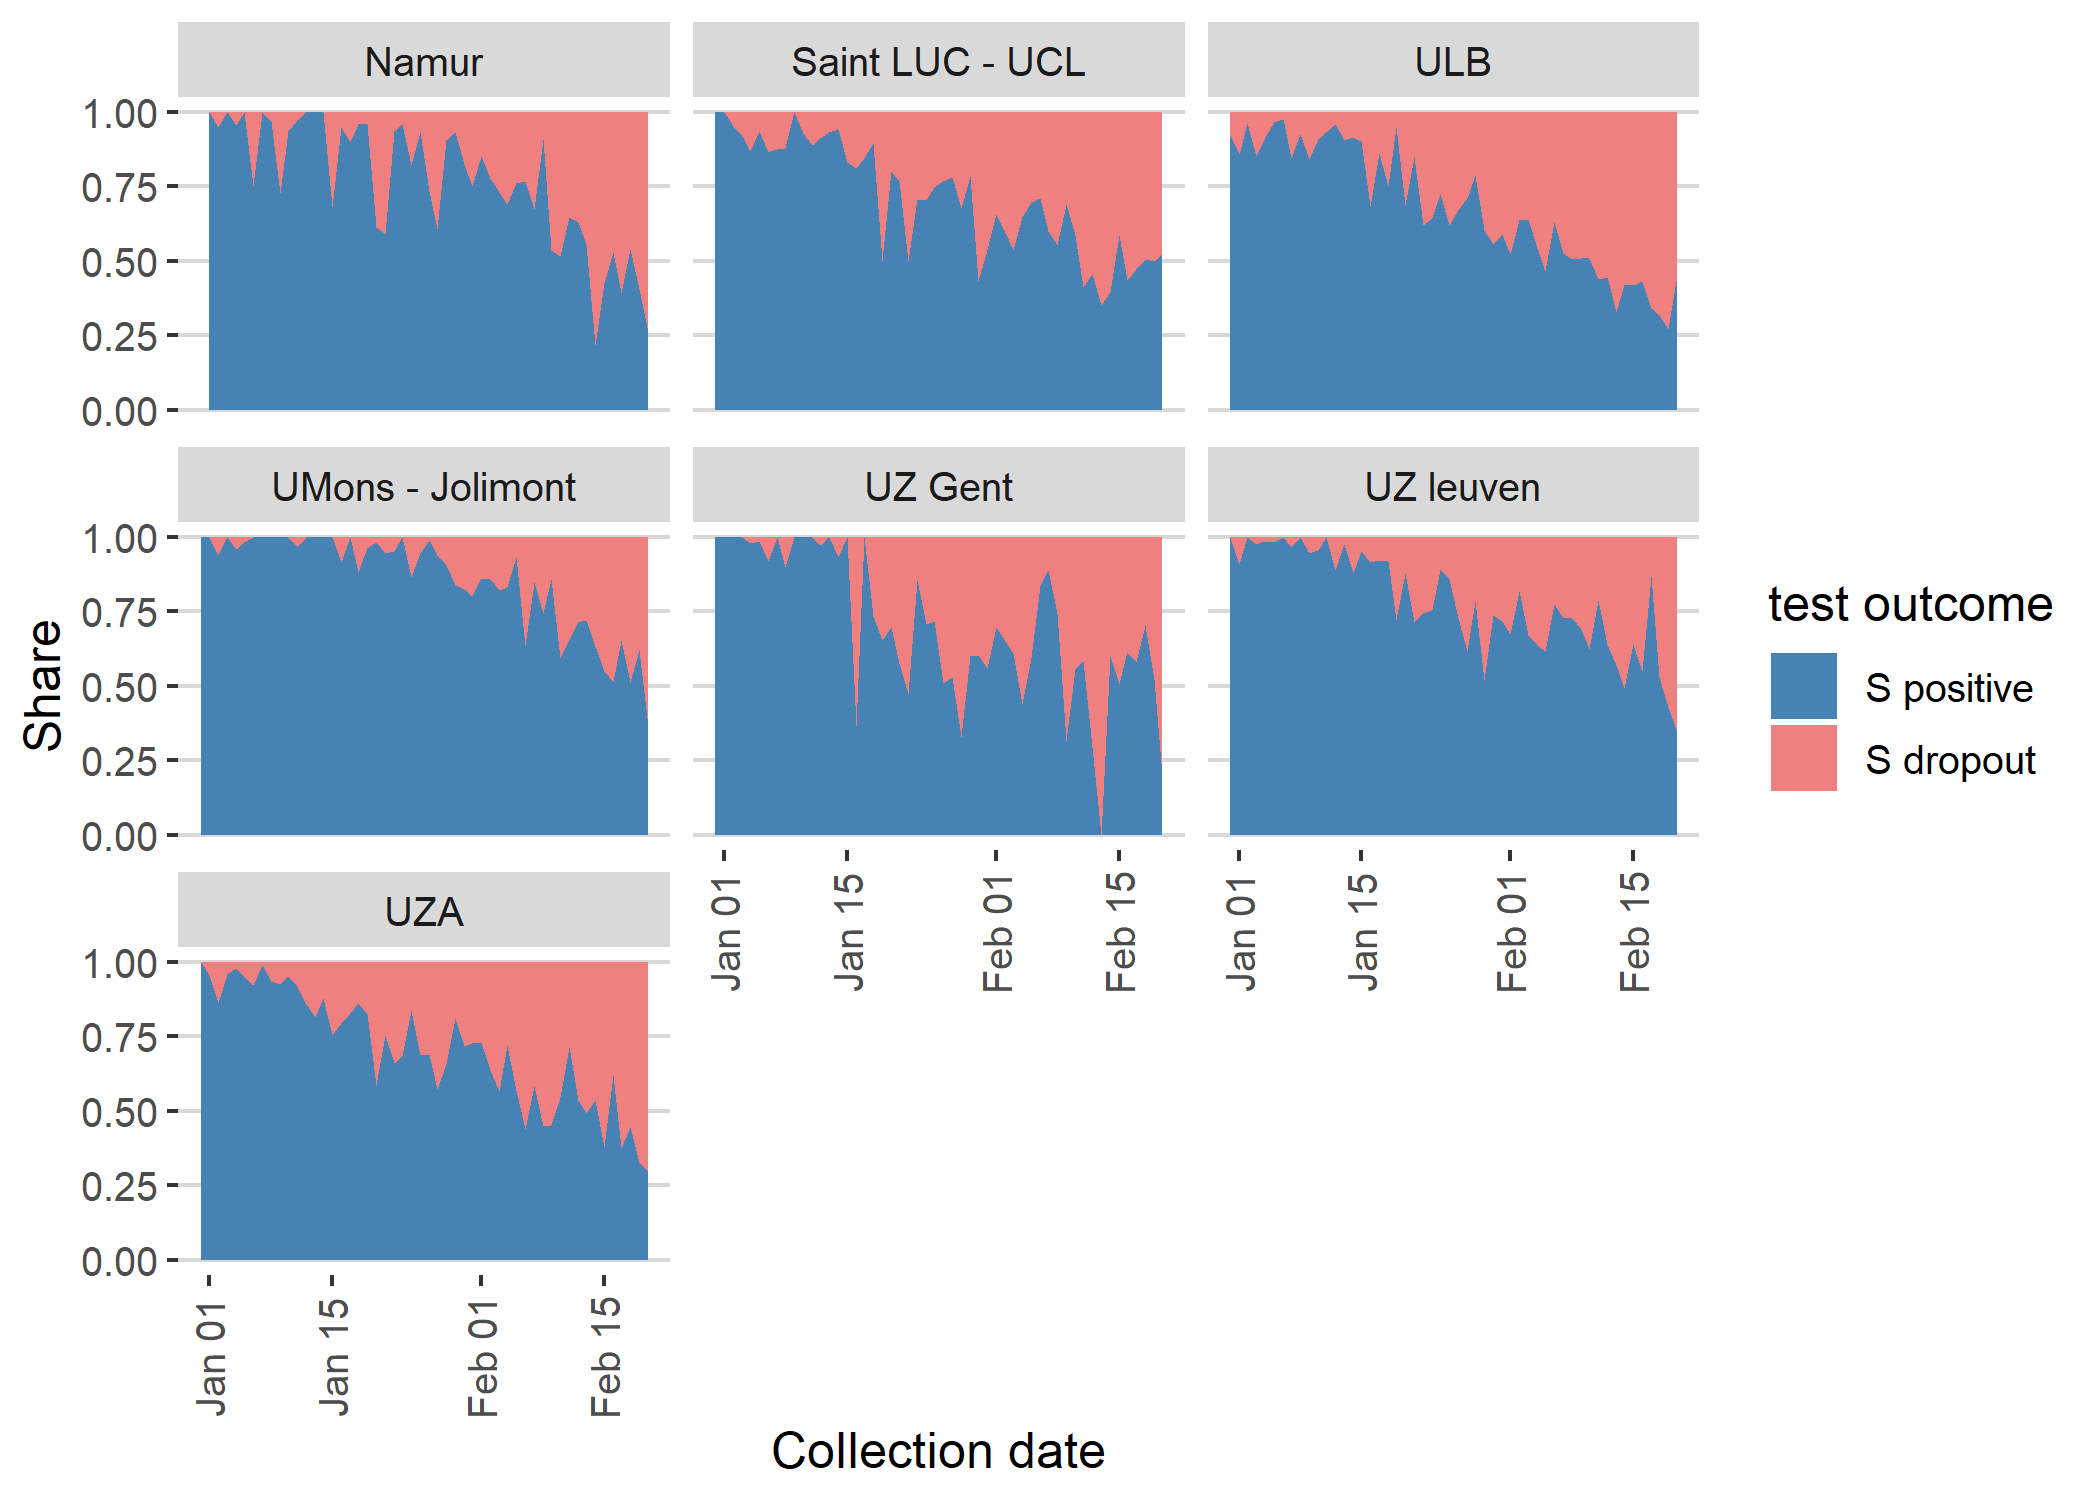 Namur
Saint LUC - UCL
ULB
1.00
0.75
0.50
0.25
0.00
UMons - Jolimont
UZ Gent
UZ leuven
1.00
0.75
0.50
0.25
0.00
Jan 01
Jan 15
Feb 01
Feb 15
Jan 01
Jan 15
Feb 01
Feb 15
UZA
1.00
0.75
0.50
0.25
0.00
Jan 01
Jan 15
Feb 01
Feb 15
Share
Collection date
test outcome
S positive
S dropout